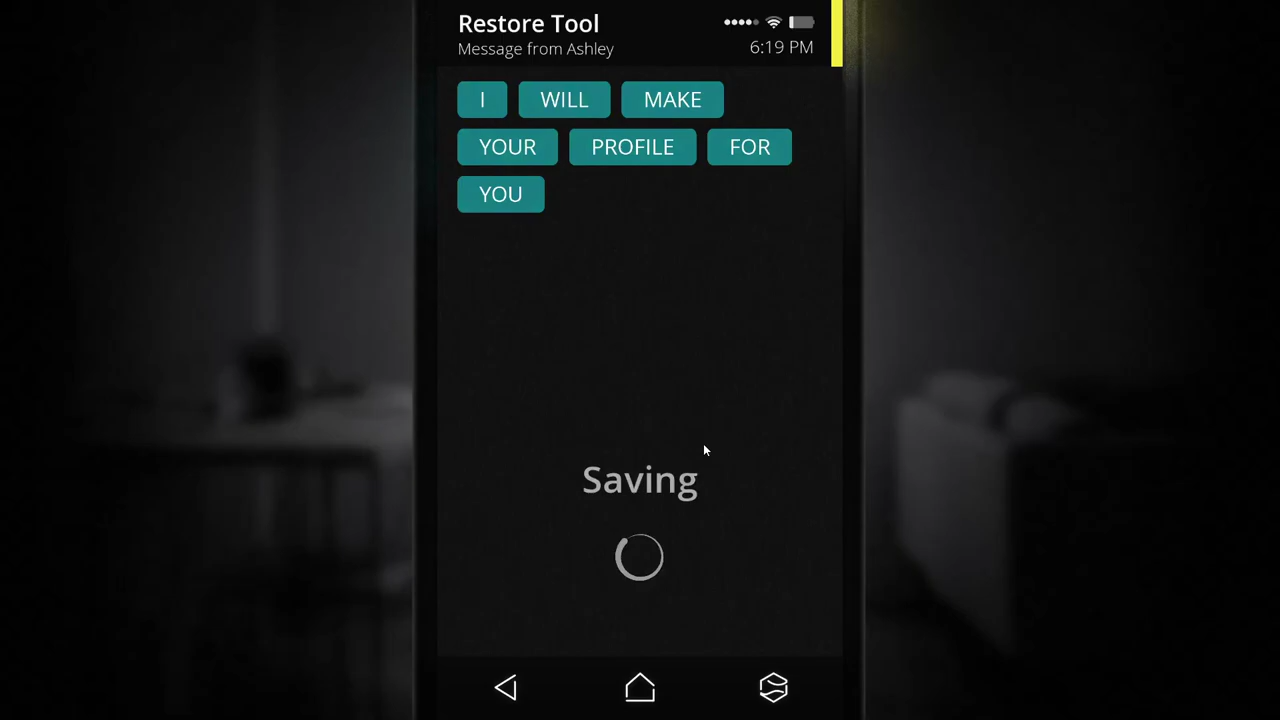 Restore Tool
Message from Ashley
6:19 PM
I WILL MAKE
YOUR PROFILE FOR
YOU
Saving